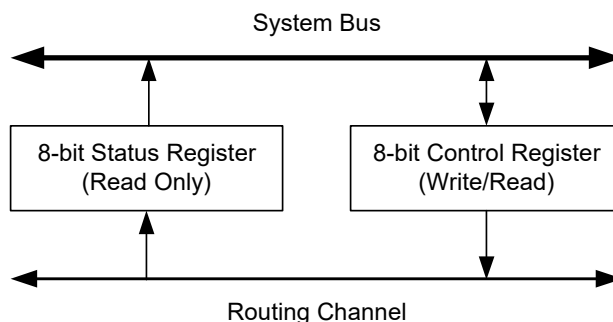 System Bus
8-bit Status Register
(Read Only)
8-bit Control Register
(Write/Read)
Routing Channel